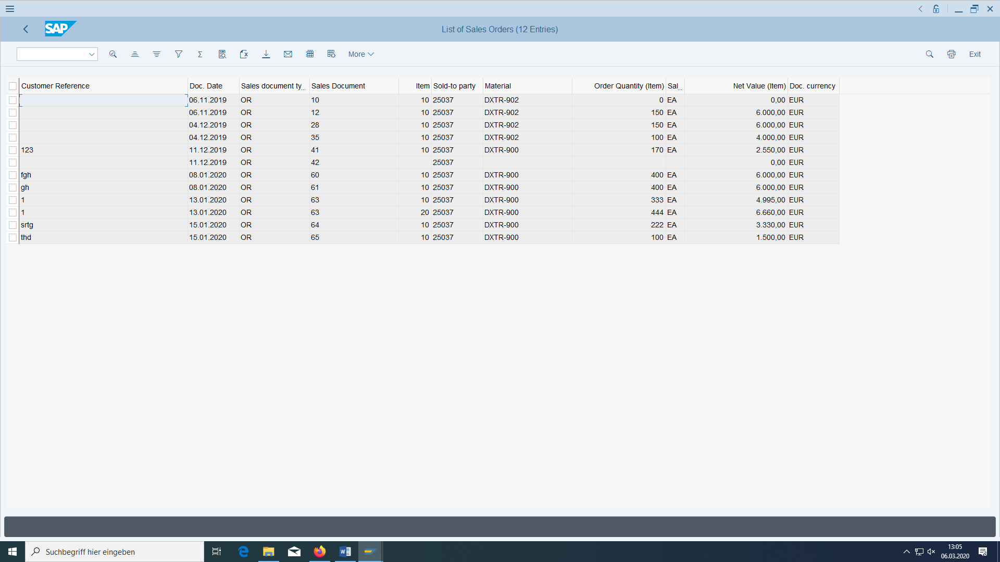 SAP
List of Sales Orders (12 Entries)
More
Exit
Customer Reference Doc. Date Sales document ty... Sales Document Item Sold-to party Material Order Quantity (Item) Sal... Net Value (Item) Doc. currency
06.11.2019 OR 10 10 25037 DXTR-902 0 EA 0,00 EUR
06.11.2019 OR 12 10 25037 DXTR-902 150 EA 6.000,00 EUR
04.12.2019 OR 28 10 25037 DXTR-902 150 EA 6.000,00 EUR
04.12.2019 OR 35 10 25037 DXTR-902 100 EA 4.000,00 EUR
123 11.12.2019 OR 41 10 25037 DXTR-900 170 EA 2.550,00 EUR
11.12.2019 OR 42 25037 0,00 EUR
fgh 08.01.2020 OR 60 10 25037 DXTR-900 400 EA 6.000,00 EUR
gh 08.01.2020 OR 61 10 25037 DXTR-900 400 EA 6.000,00 EUR
1 13.01.2020 OR 63 10 25037 DXTR-900 333 EA 4.995,00 EUR
1 13.01.2020 OR 63 20 25037 DXTR-900 444 EA 6.660,00 EUR
srtg 15.01.2020 OR 64 10 25037 DXTR-900 222 EA 3.330,00 EUR
thd 15.01.2020 OR 65 10 25037 DXTR-900 100 EA 1.500,00 EUR
Suchbegriff hier eingeben
13:05
06.03.2020